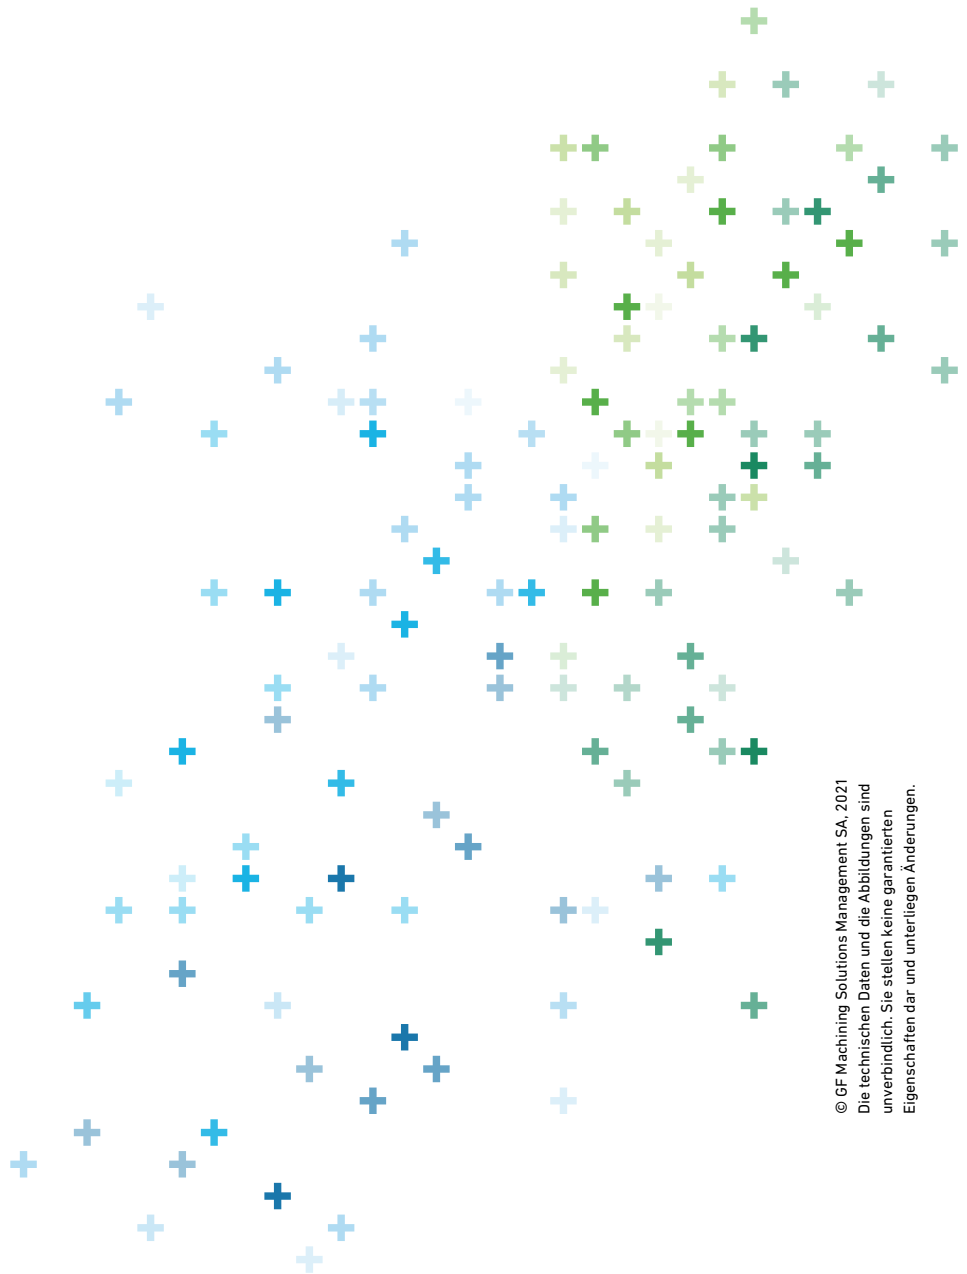 © GF Machining Solutions Management SA, 2021
Die technischen Daten und die Abbildungen sind
unverbindlich. Sie stellen keine garantierten
Eigenschaften dar und unterliegen Änderungen.